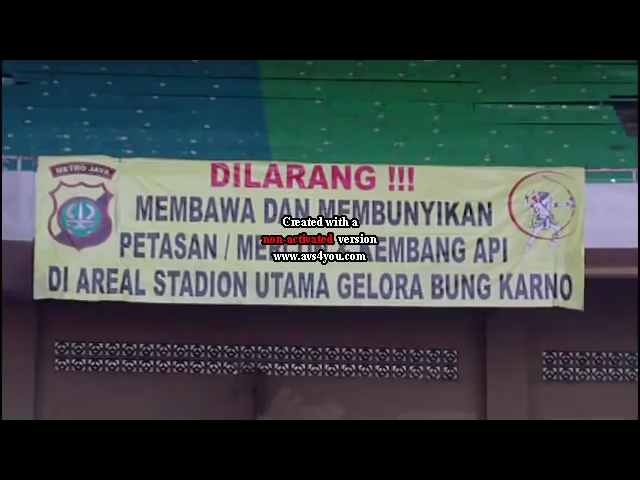 METRO JAYA
DILARANG !!!
MEMBAWA DAN MEMBUNYIKAN
PETASAN / KEMBANG API
DI AREAL STADION UTAMA GELORA BUNG KARNO
Created with a
non-activated version
www.avs4you.com